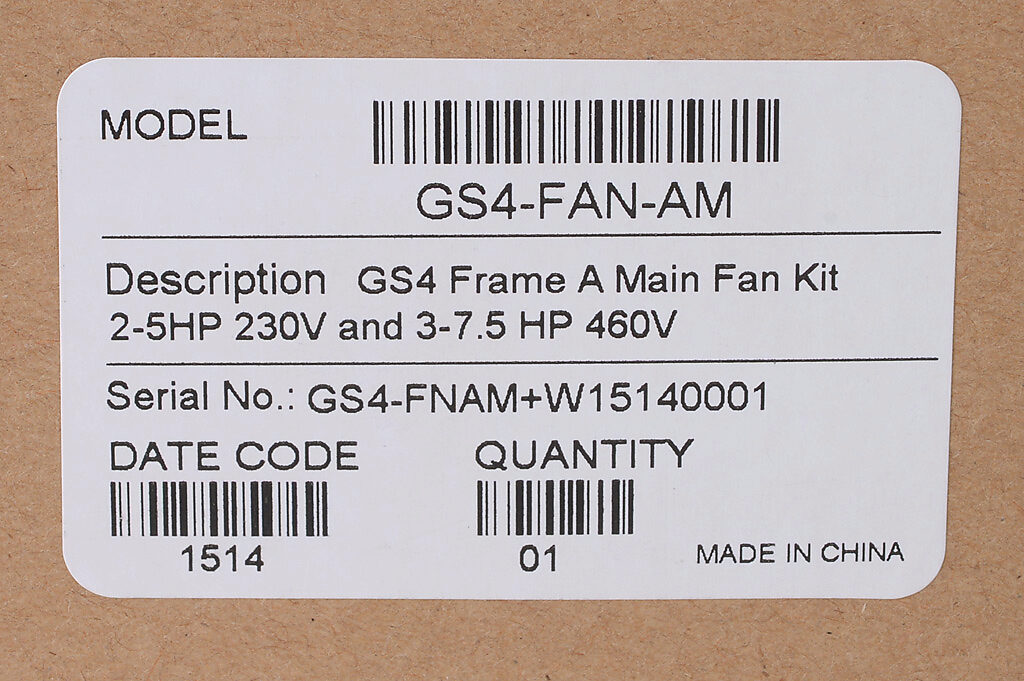 MODEL
GS4-FAN-AM
Description GS4 Frame A Main Fan Kit
2-5HP 230V and 3-7.5 HP 460V
Serial No.: GS4-FNAM+W15140001
DATE CODE QUANTITY
1514 01 MADE IN CHINA